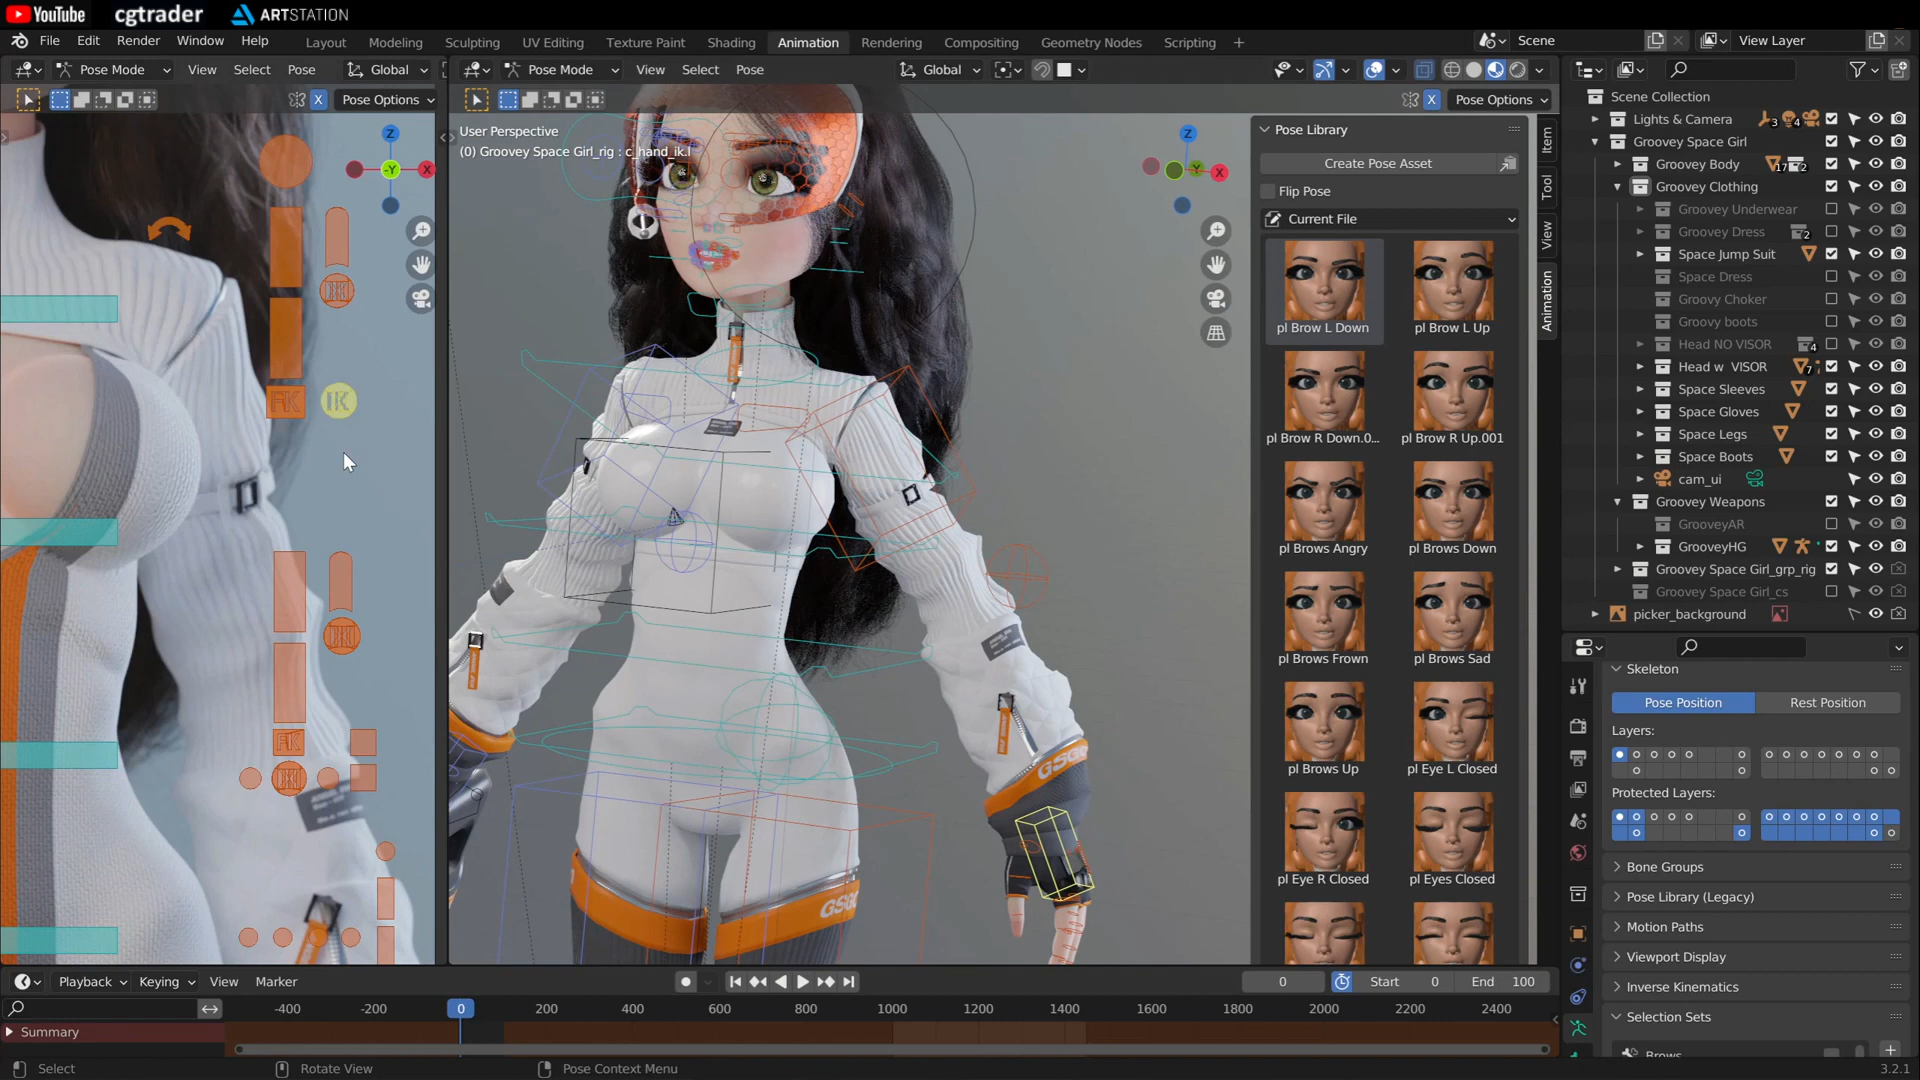 YouTube cgtrader ARTSTATION
File Edit Render Window Help Layout Modeling Sculpting UV Editing Texture Paint Shading Animation Rendering Compositing Geometry Nodes Scripting + Scene View Layer
Pose Mode View Select Pose Global Pose Mode View Select Pose Global
X Pose Options X Pose Options
User Perspective
(0) Groovey Space Girl_rig : c_hand_ik.l
Z
-Y X
Z
Y X
FK IK
FK
GSGC
GSGC
Pose Library
Create Pose Asset
Flip Pose
Current File
pl Brow L Down pl Brow L Up
pl Brow R Down.0... pl Brow R Up.001
pl Brows Angry pl Brows Down
pl Brows Frown pl Brows Sad
pl Brows Up pl Eye L Closed
pl Eye R Closed pl Eyes Closed
Item
Tool
View
Animation
Scene Collection
Lights & Camera 3 4
Groovey Space Girl
Groovey Body 17 2
Groovey Clothing
Groovey Underwear
Groovey Dress 2
Space Jump Suit
Space Dress
Groovy Choker
Groovy boots
Head NO VISOR 4
Head w VISOR 7
Space Sleeves
Space Gloves
Space Legs
Space Boots
cam_ui
Groovey Weapons
GrooveyAR
GrooveyHG
Groovey Space Girl_grp_rig
Groovey Space Girl_cs
picker_background
Skeleton
Pose Position Rest Position
Layers:
Protected Layers:
Bone Groups
Pose Library (Legacy)
Motion Paths
Viewport Display
Inverse Kinematics
Selection Sets
Brows
Playback Keying View Marker 0 Start 0 End 100
-400 -200 0 200 400 600 800 1000 1200 1400 1600 1800 2000 2200 2400
Summary
Select Rotate View Pose Context Menu 3.2.1